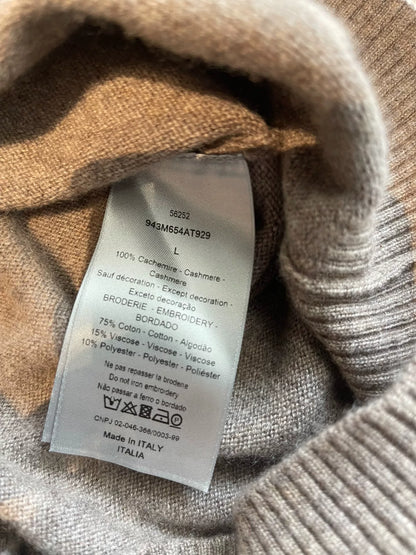 56252
943M654AT929
L
100% Cachemire - Cashmere -
Cashmere
Sauf décoration - Except decoration -
Exceto decoração
BRODERIE - EMBROIDERY -
BORDADO
75% Coton - Cotton - Algodão
15% Viscose - Viscose - Viscose
10% Polyester - Polyester - Poliéster
Ne pas repasser la broderie
Do not iron embroidery
Não passar a ferro o bordado
CNPJ 02-046-366/0003-99
Made in ITALY
ITALIA